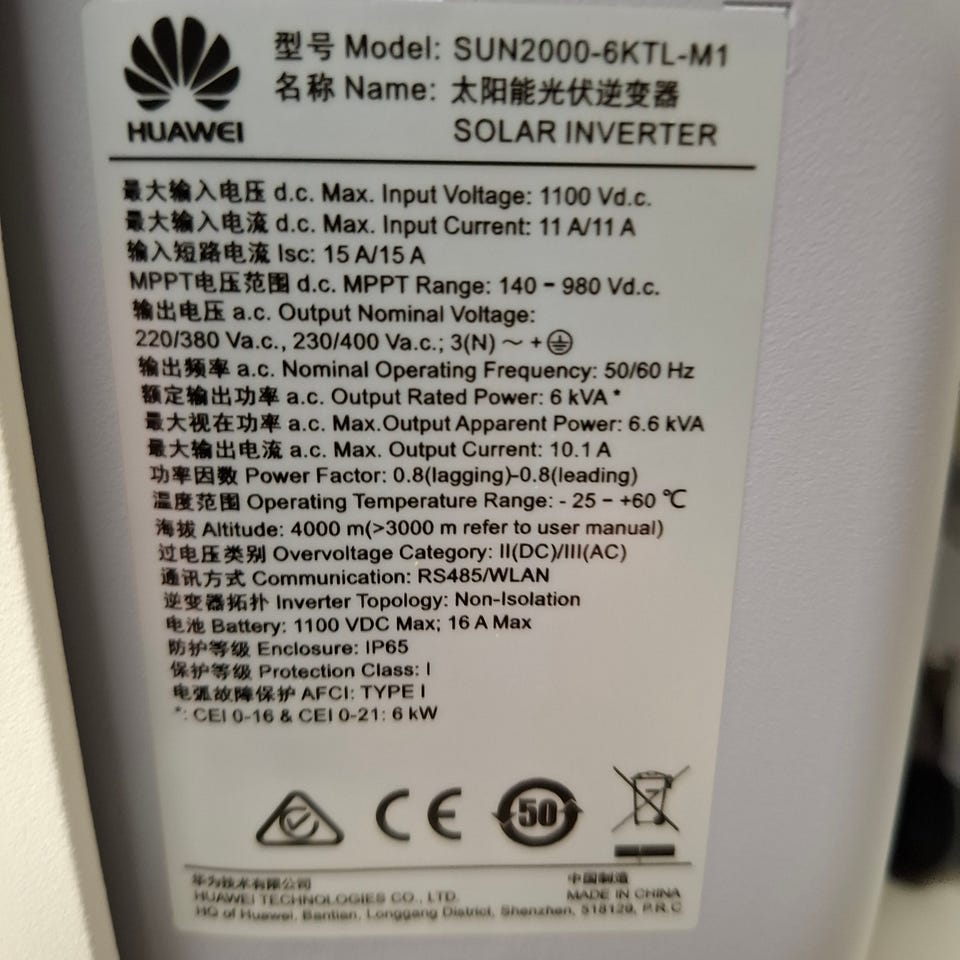 HUAWEI
型号 Model: SUN2000-6KTL-M1
名称 Name: 太阳能光伏逆变器
SOLAR INVERTER
最大输入电压 d.c. Max. Input Voltage: 1100 Vd.c.
最大输入电流 d.c. Max. Input Current: 11 A/11 A
输入短路电流 Isc: 15 A/15 A
MPPT电压范围 d.c. MPPT Range: 140 - 980 Vd.c.
输出电压 a.c. Output Nominal Voltage:
220/380 Va.c., 230/400 Va.c.; 3(N) ～ + ⏚
输出频率 a.c. Nominal Operating Frequency: 50/60 Hz
额定输出功率 a.c. Output Rated Power: 6 kVA *
最大视在功率 a.c. Max.Output Apparent Power: 6.6 kVA
最大输出电流 a.c. Max. Output Current: 10.1 A
功率因数 Power Factor: 0.8(lagging)-0.8(leading)
温度范围 Operating Temperature Range: - 25 - +60 ℃
海拔 Altitude: 4000 m(>3000 m refer to user manual)
过电压类别 Overvoltage Category: II(DC)/III(AC)
通讯方式 Communication: RS485/WLAN
逆变器拓扑 Inverter Topology: Non-Isolation
电池 Battery: 1100 VDC Max; 16 A Max
防护等级 Enclosure: IP65
保护等级 Protection Class: I
电弧故障保护 AFCI: TYPE I
*: CEI 0-16 & CEI 0-21: 6 kW
CE 50
华为技术有限公司
HUAWEI TECHNOLOGIES CO., LTD.
中国制造
MADE IN CHINA
HQ of Huawei, Bantian, Longgang District, Shenzhen, 518129, P.R.C